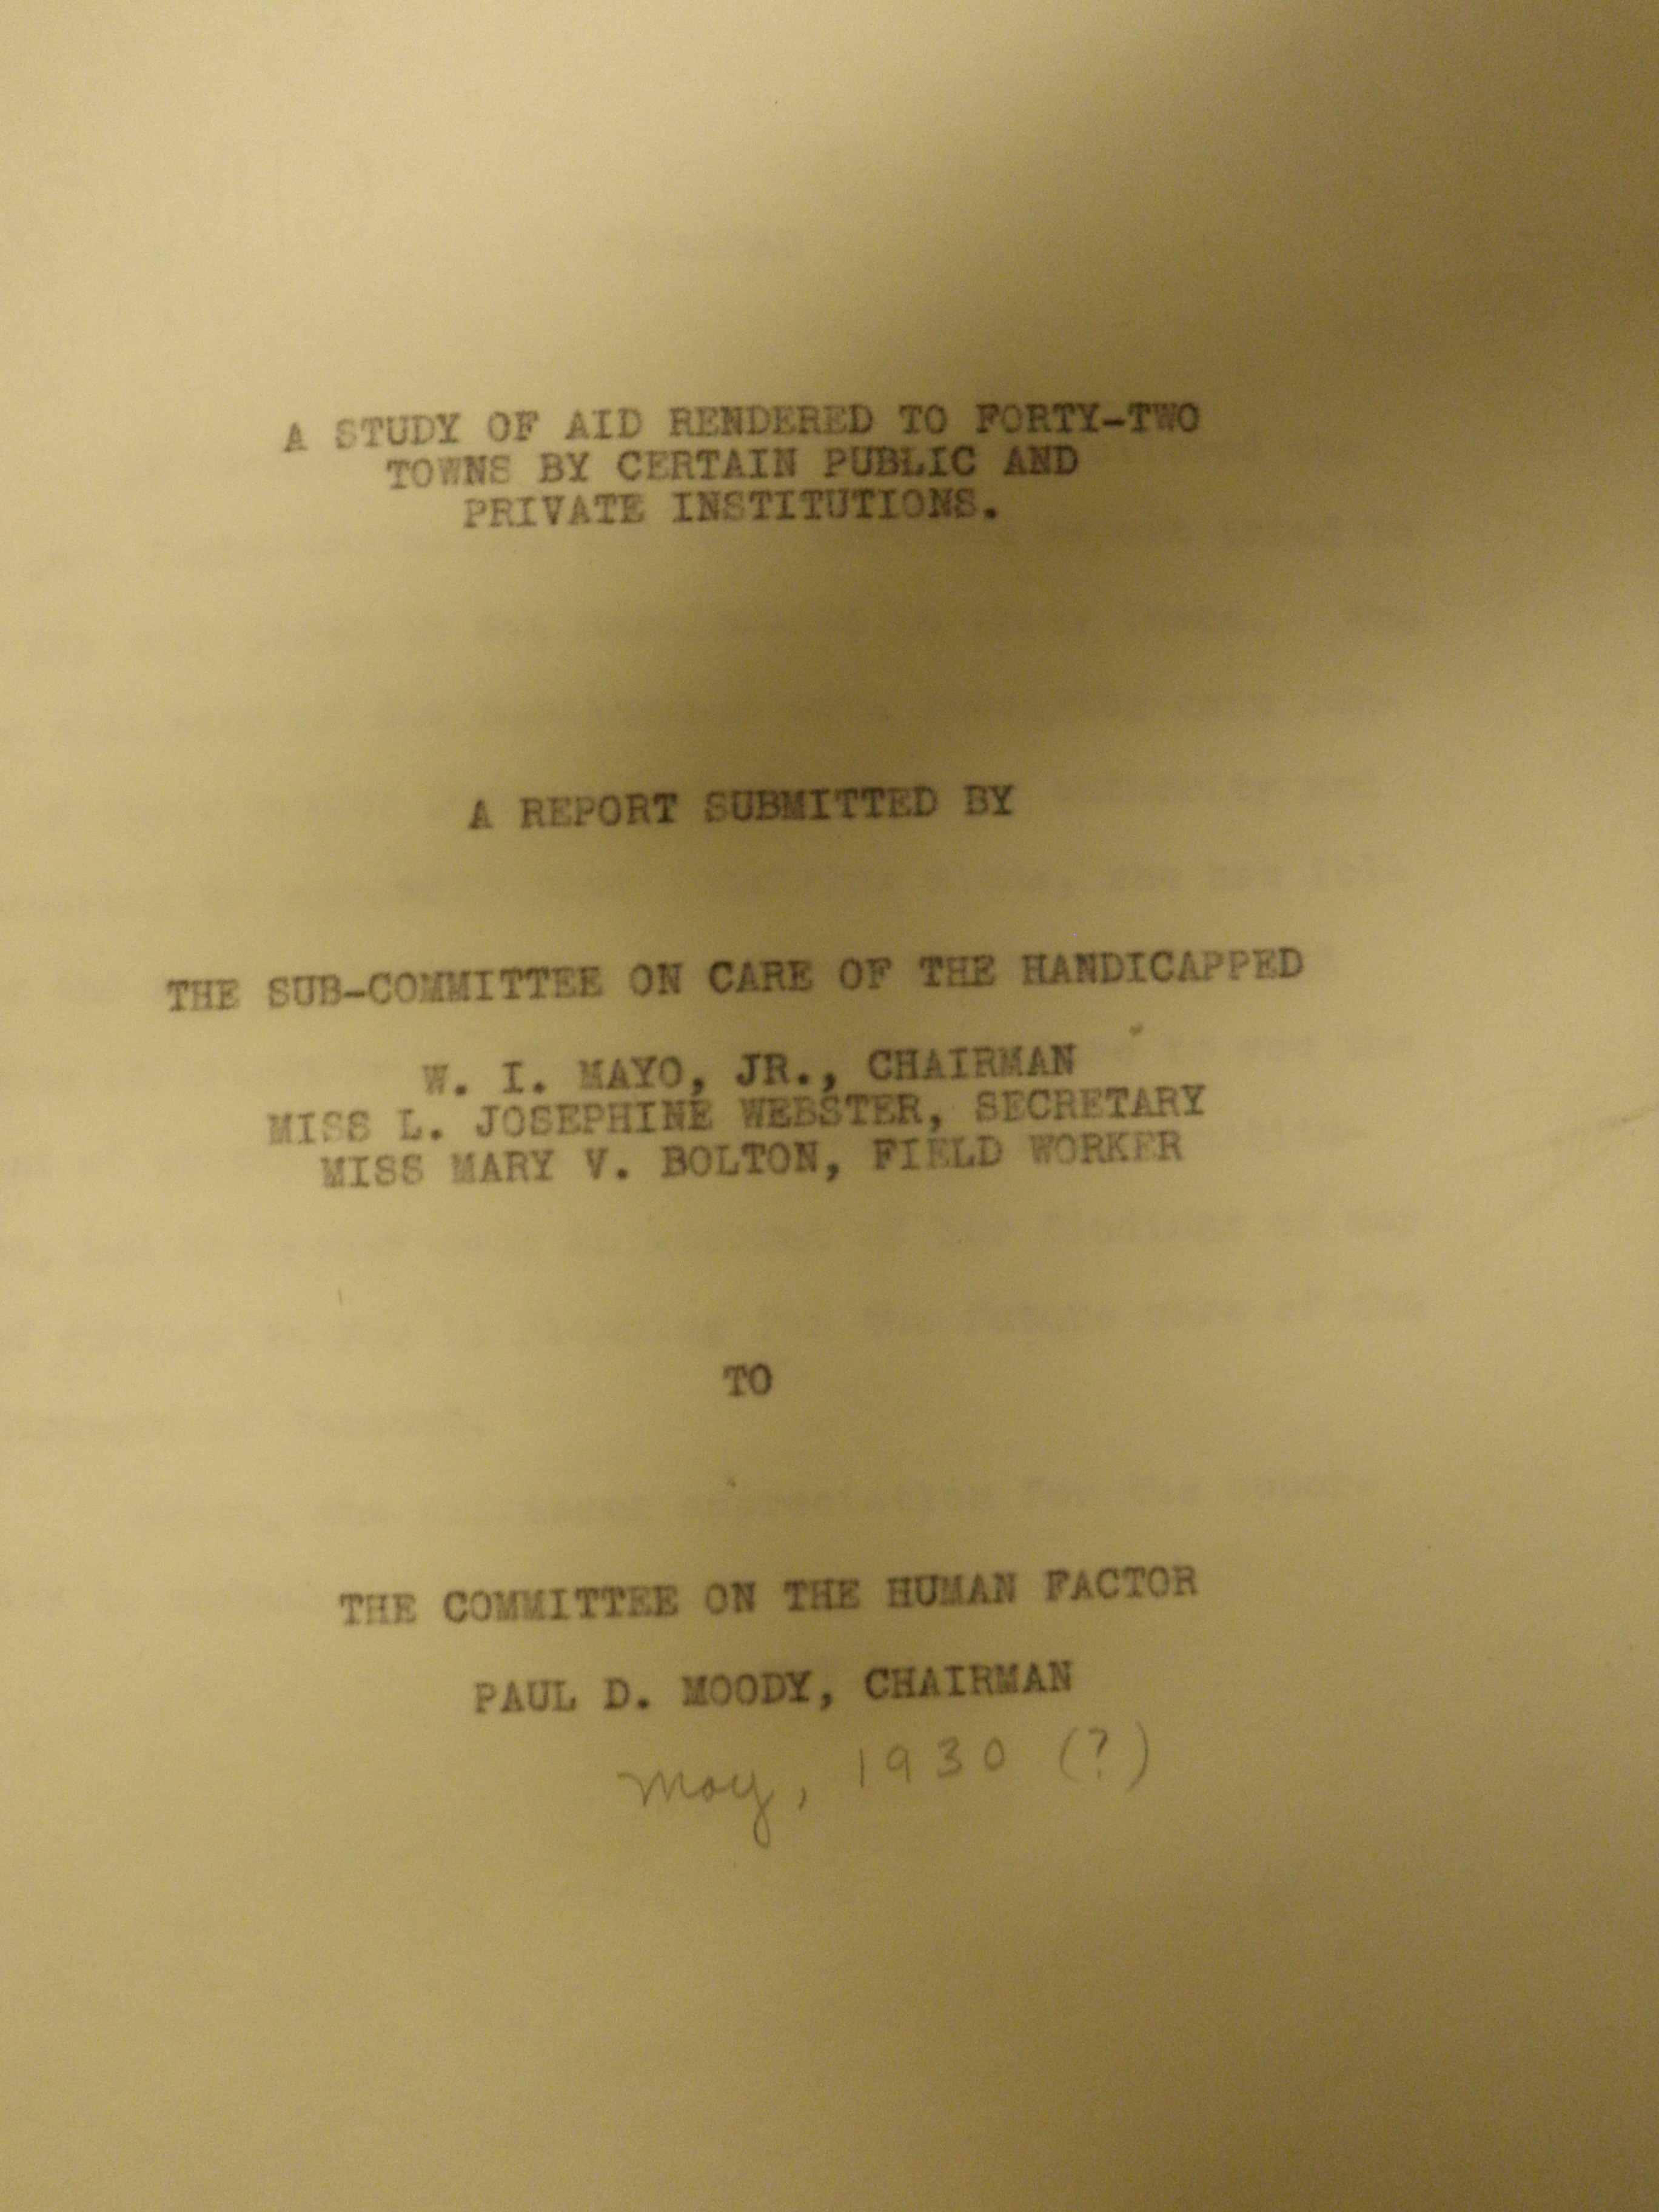 A STUDY OF AID RENDERED TO FORTY-TWO
TOWNS BY CERTAIN PUBLIC AND
PRIVATE INSTITUTIONS.
A REPORT SUBMITTED BY
THE SUB-COMMITTEE ON CARE OF THE HANDICAPPED
W. I. MAYO, JR., CHAIRMAN
MISS L. JOSEPHINE WEBSTER, SECRETARY
MISS MARY V. BOLTON, FIELD WORKER
TO
THE COMMITTEE ON THE HUMAN FACTOR
PAUL D. MOODY, CHAIRMAN
May, 1930 (?)